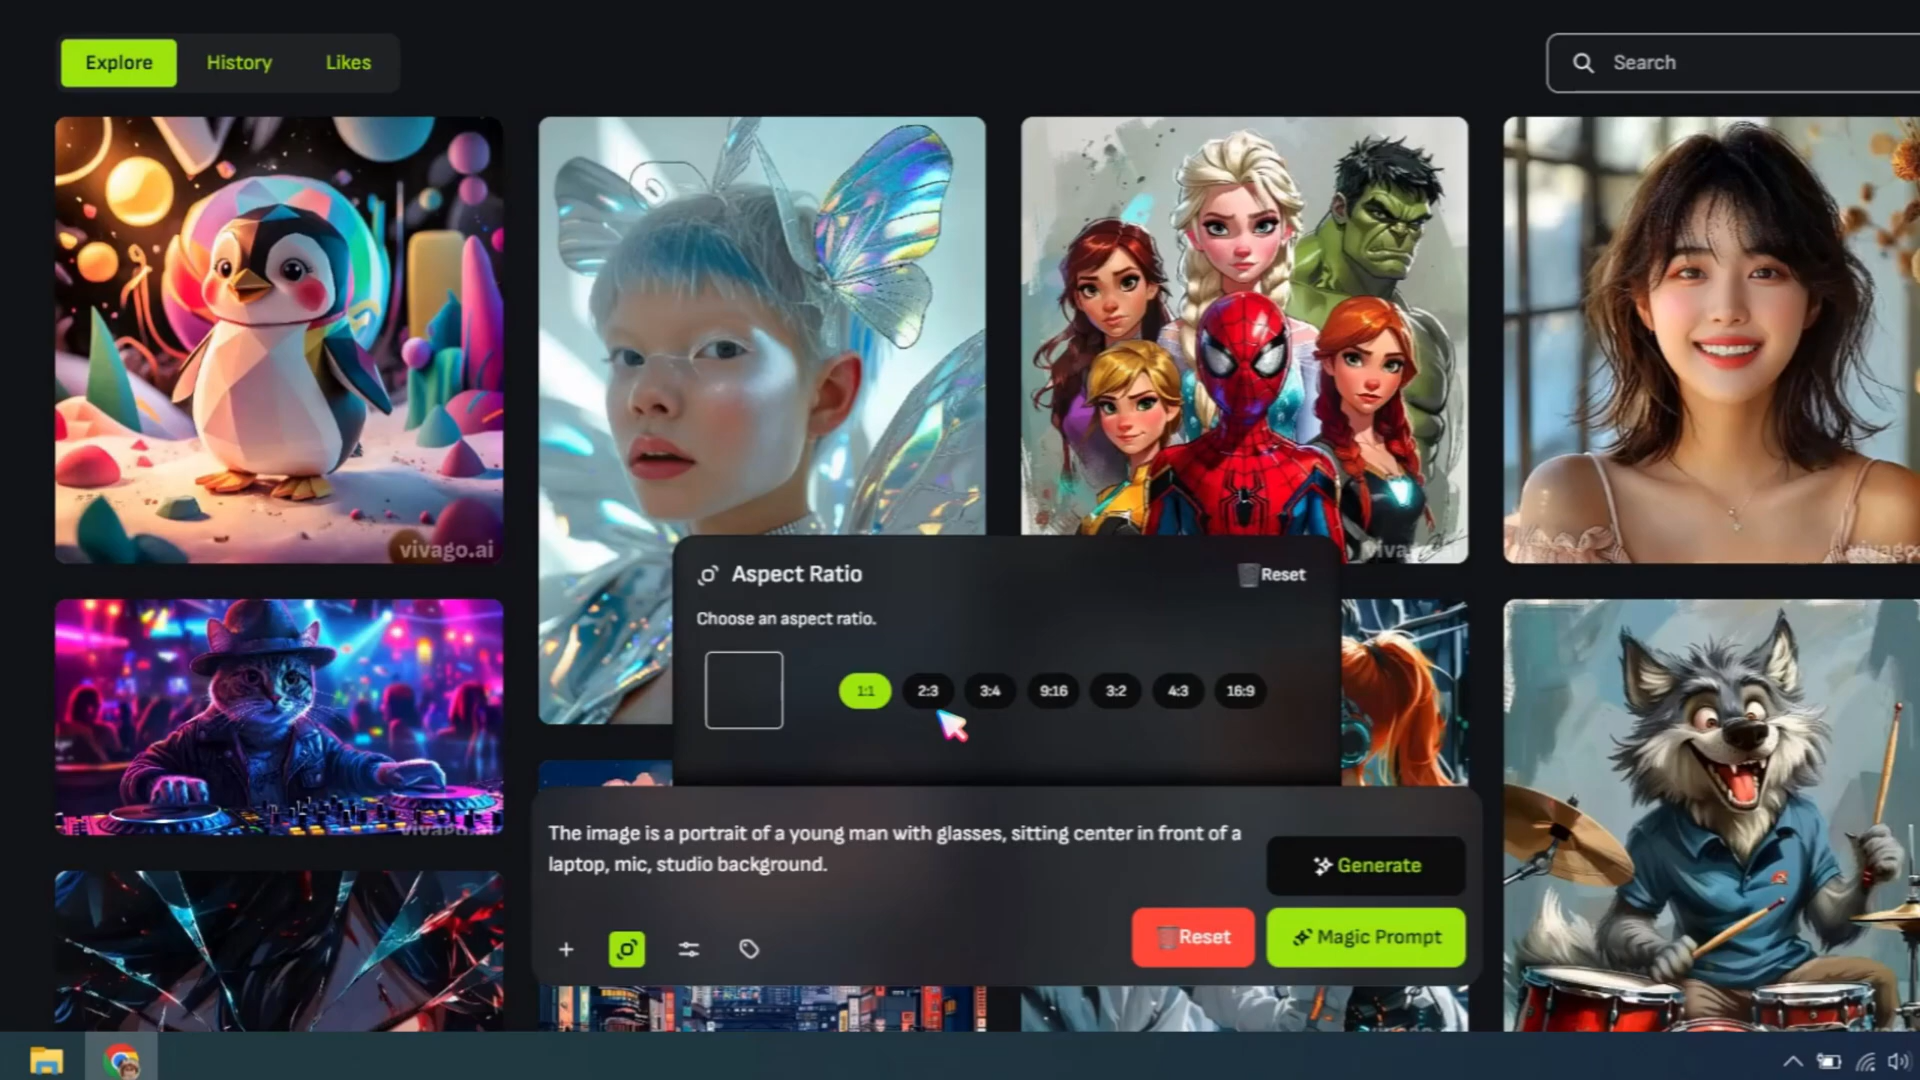 Explore
History
Likes
Search
vivago.ai
Aspect Ratio
Reset
Choose an aspect ratio.
1:1
2:3
3:4
9:16
3:2
4:3
16:9
The image is a portrait of a young man with glasses, sitting center in front of a
laptop, mic, studio background.
Generate
Reset
Magic Prompt